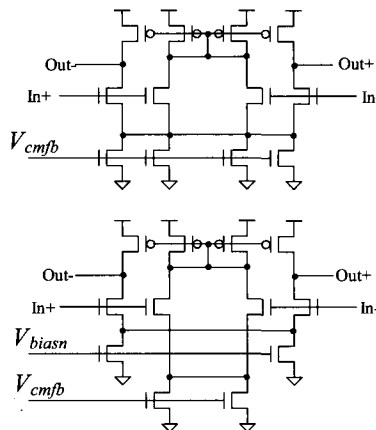 Out-
Out+
In+
In-
V_cmfb
Out-
Out+
In+
In-
V_biasn
V_cmfb